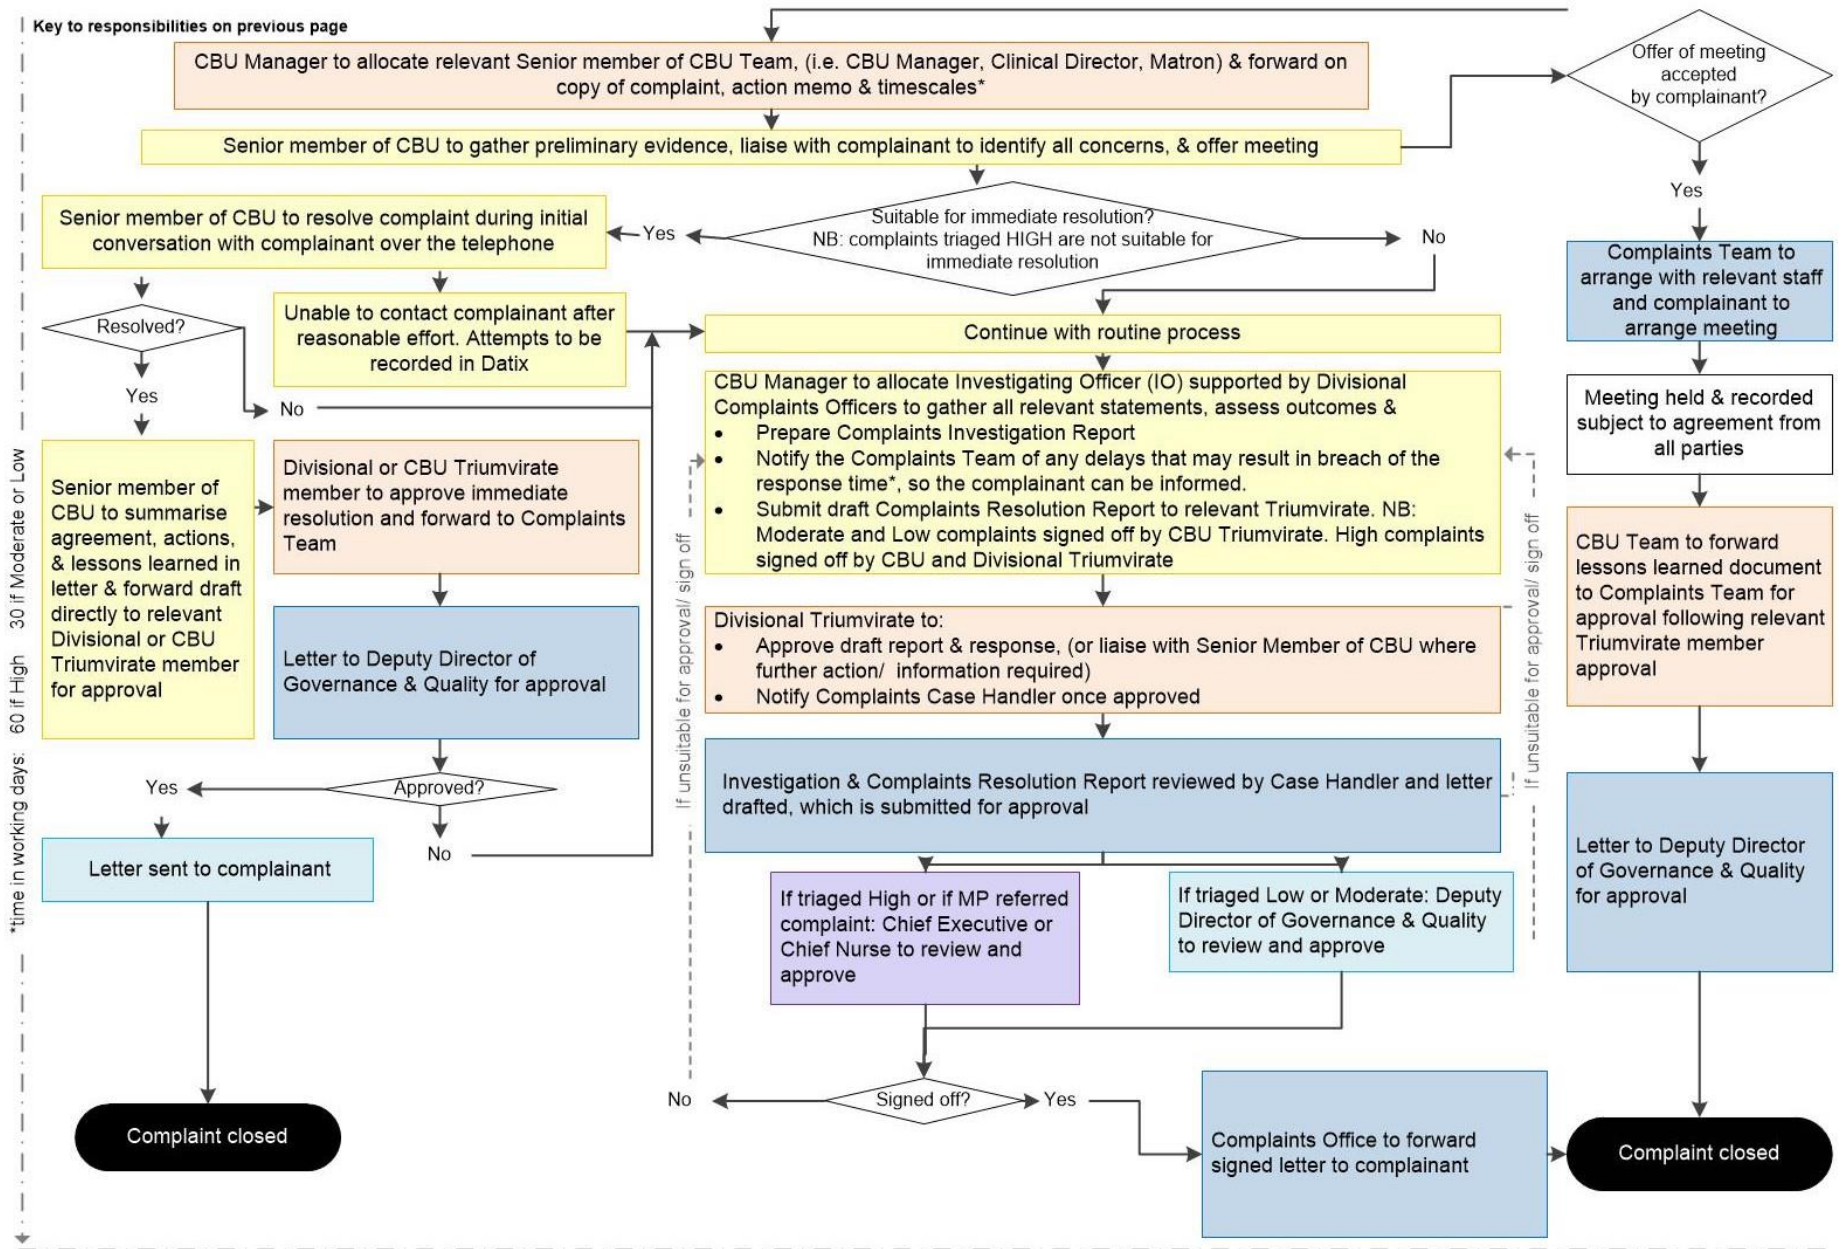 Key to responsibilities on previous page
CBU Manager to allocate relevant Senior member of CBU Team, (i.e. CBU Manager, Clinical Director, Matron) & forward on
copy of complaint, action memo & timescales*
Offer of meeting
accepted
by complainant?
Senior member of CBU to gather preliminary evidence, liaise with complainant to identify all concerns, & offer meeting
Yes
Senior member of CBU to resolve complaint during initial
conversation with complainant over the telephone
Yes
Suitable for immediate resolution?
NB: complaints triaged HIGH are not suitable for
immediate resolution
No
Complaints Team to
arrange with relevant staff
and complainant to
arrange meeting
Resolved?
Unable to contact complainant after
reasonable effort. Attempts to be
recorded in Datix
Continue with routine process
Yes
No
CBU Manager to allocate Investigating Officer (IO) supported by Divisional
Complaints Officers to gather all relevant statements, assess outcomes &
• Prepare Complaints Investigation Report
• Notify the Complaints Team of any delays that may result in breach of the
response time*, so the complainant can be informed.
• Submit draft Complaints Resolution Report to relevant Triumvirate. NB:
Moderate and Low complaints signed off by CBU Triumvirate. High complaints
signed off by CBU and Divisional Triumvirate
Meeting held & recorded
subject to agreement from
all parties
Senior member of
CBU to summarise
agreement, actions,
& lessons learned in
letter & forward draft
directly to relevant
Divisional or CBU
Triumvirate member
for approval
Divisional or CBU Triumvirate
member to approve immediate
resolution and forward to Complaints
Team
CBU Team to forward
lessons learned document
to Complaints Team for
approval following relevant
Triumvirate member
approval
Letter to Deputy Director of
Governance & Quality for approval
Divisional Triumvirate to:
• Approve draft report & response, (or liaise with Senior Member of CBU where
further action/ information required)
• Notify Complaints Case Handler once approved
If unsuitable for approval/ sign off
If unsuitable for approval/ sign off
*time in working days: 60 if High 30 if Moderate or Low
Investigation & Complaints Resolution Report reviewed by Case Handler and letter
drafted, which is submitted for approval
Yes
Approved?
No
Letter sent to complainant
Letter to Deputy Director
of Governance & Quality
for approval
If triaged High or if MP referred
complaint: Chief Executive or
Chief Nurse to review and
approve
If triaged Low or Moderate: Deputy
Director of Governance & Quality
to review and approve
No
Signed off?
Yes
Complaint closed
Complaints Office to forward
signed letter to complainant
Complaint closed